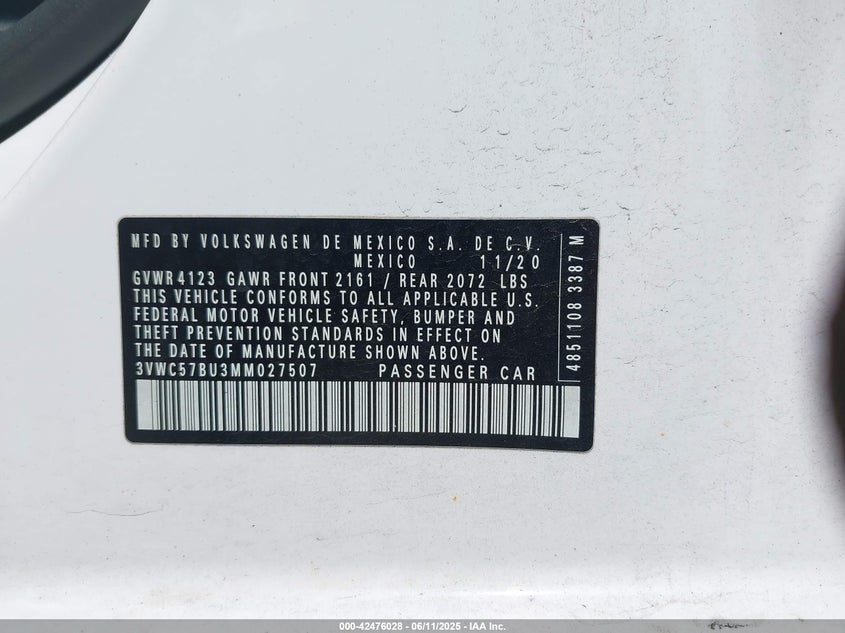 MFD BY VOLKSWAGEN DE MEXICO S.A. DE C.V.
MEXICO 11/20
GVWR 4123 GAWR FRONT 2161 / REAR 2072 LBS
THIS VEHICLE CONFORMS TO ALL APPLICABLE U.S.
FEDERAL MOTOR VEHICLE SAFETY, BUMPER AND
THEFT PREVENTION STANDARDS IN EFFECT ON
THE DATE OF MANUFACTURE SHOWN ABOVE.
3VWC57BU3MM027507 PASSENGER CAR
4851108 3387 M
000-42476028 - 06/11/2025 - IAA Inc.